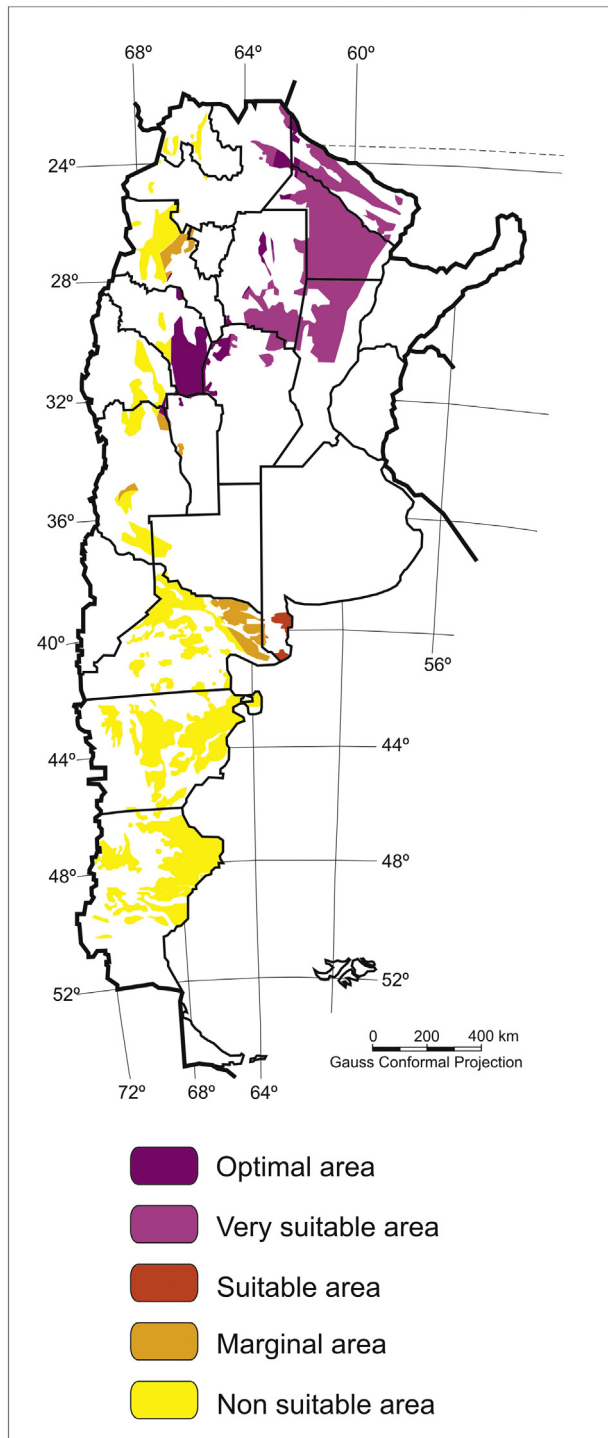 68º 64º 60º
24º
28º
32º
36º
40º
56º
44º 44º
48º 48º
52º
52º
0 200 400 km
Gauss Conformal Projection
72º 68º 64º
Optimal area
Very suitable area
Suitable area
Marginal area
Non suitable area